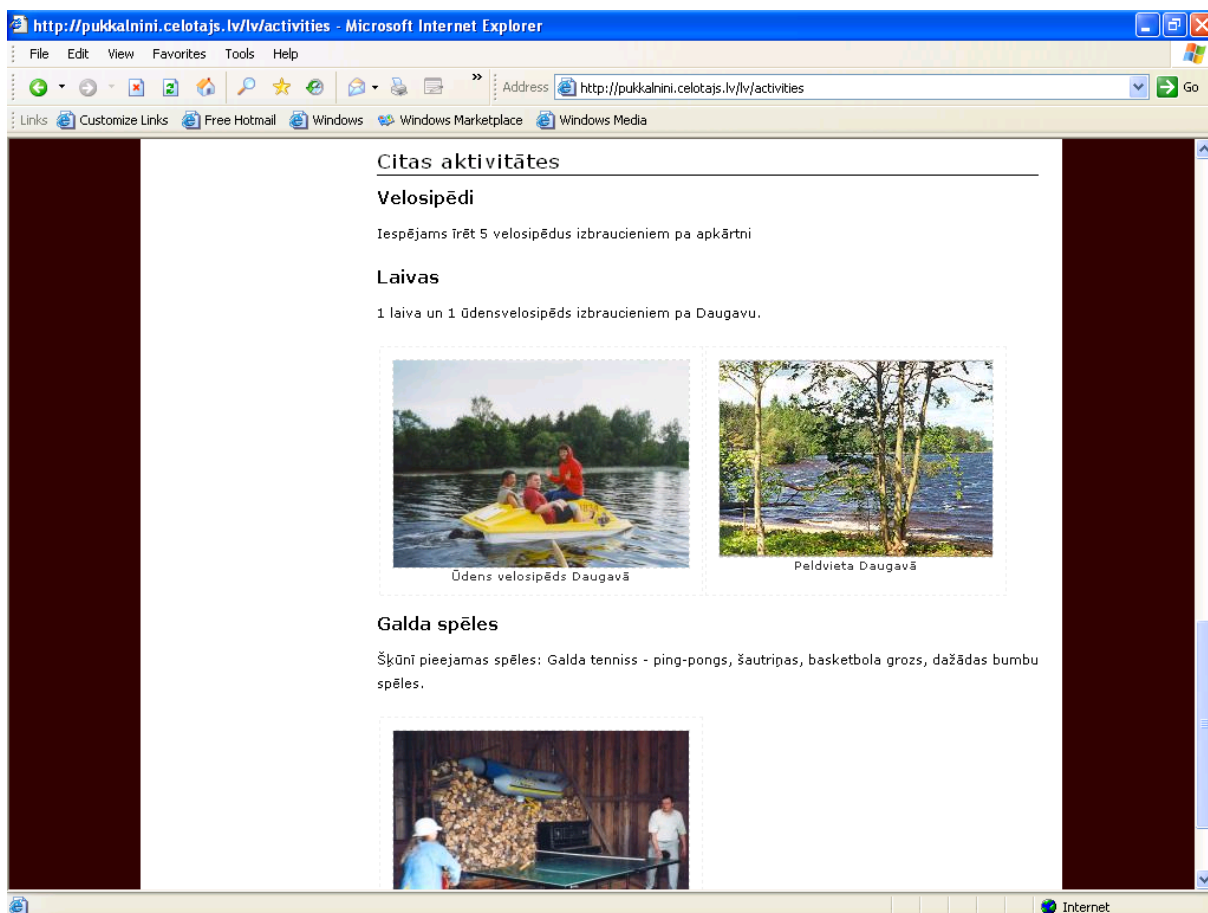 http://pukkalnini.celotajs.lv/lv/activities - Microsoft Internet Explorer
File Edit View Favorites Tools Help
» Address http://pukkalnini.celotajs.lv/lv/activities Go
Links Customize Links Free Hotmail Windows Windows Marketplace Windows Media
Citas aktivitātes
Velosipēdi
Iespējams īrēt 5 velosipēdus izbraucieniem pa apkārtni
Laivas
1 laiva un 1 ūdensvelosipēds izbraucieniem pa Daugavu.
Ūdens velosipēds Daugavā
Peldvieta Daugavā
Galda spēles
Šķūnī pieejamas spēles: Galda tenniss - ping-pongs, šautriņas, basketbola grozs, dažādas bumbu
spēles.
Internet